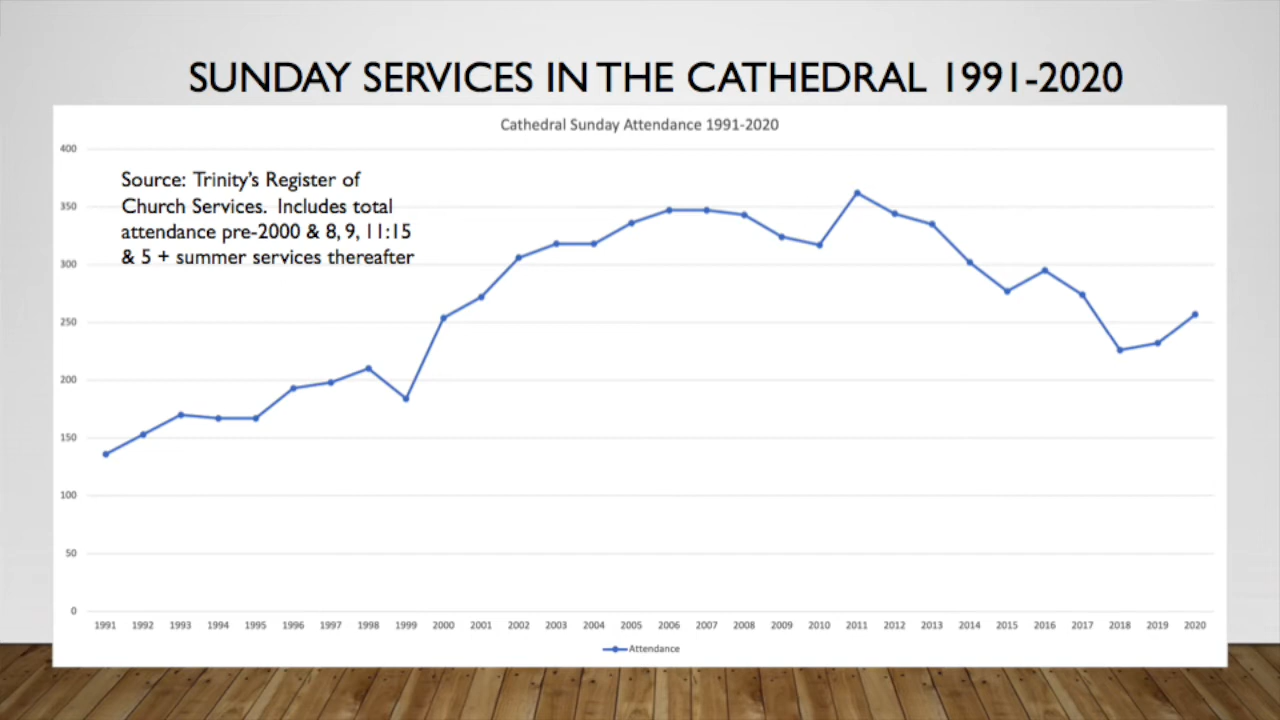 SUNDAY SERVICES IN THE CATHEDRAL 1991-2020
Cathedral Sunday Attendance 1991-2020
Source: Trinity's Register of
Church Services. Includes total
attendance pre-2000 & 8, 9, 11:15
& 5 + summer services thereafter
400
350
300
250
200
150
100
50
0
1991 1992 1993 1994 1995 1996 1997 1998 1999 2000 2001 2002 2003 2004 2005 2006 2007 2008 2009 2010 2011 2012 2013 2014 2015 2016 2017 2018 2019 2020
Attendance